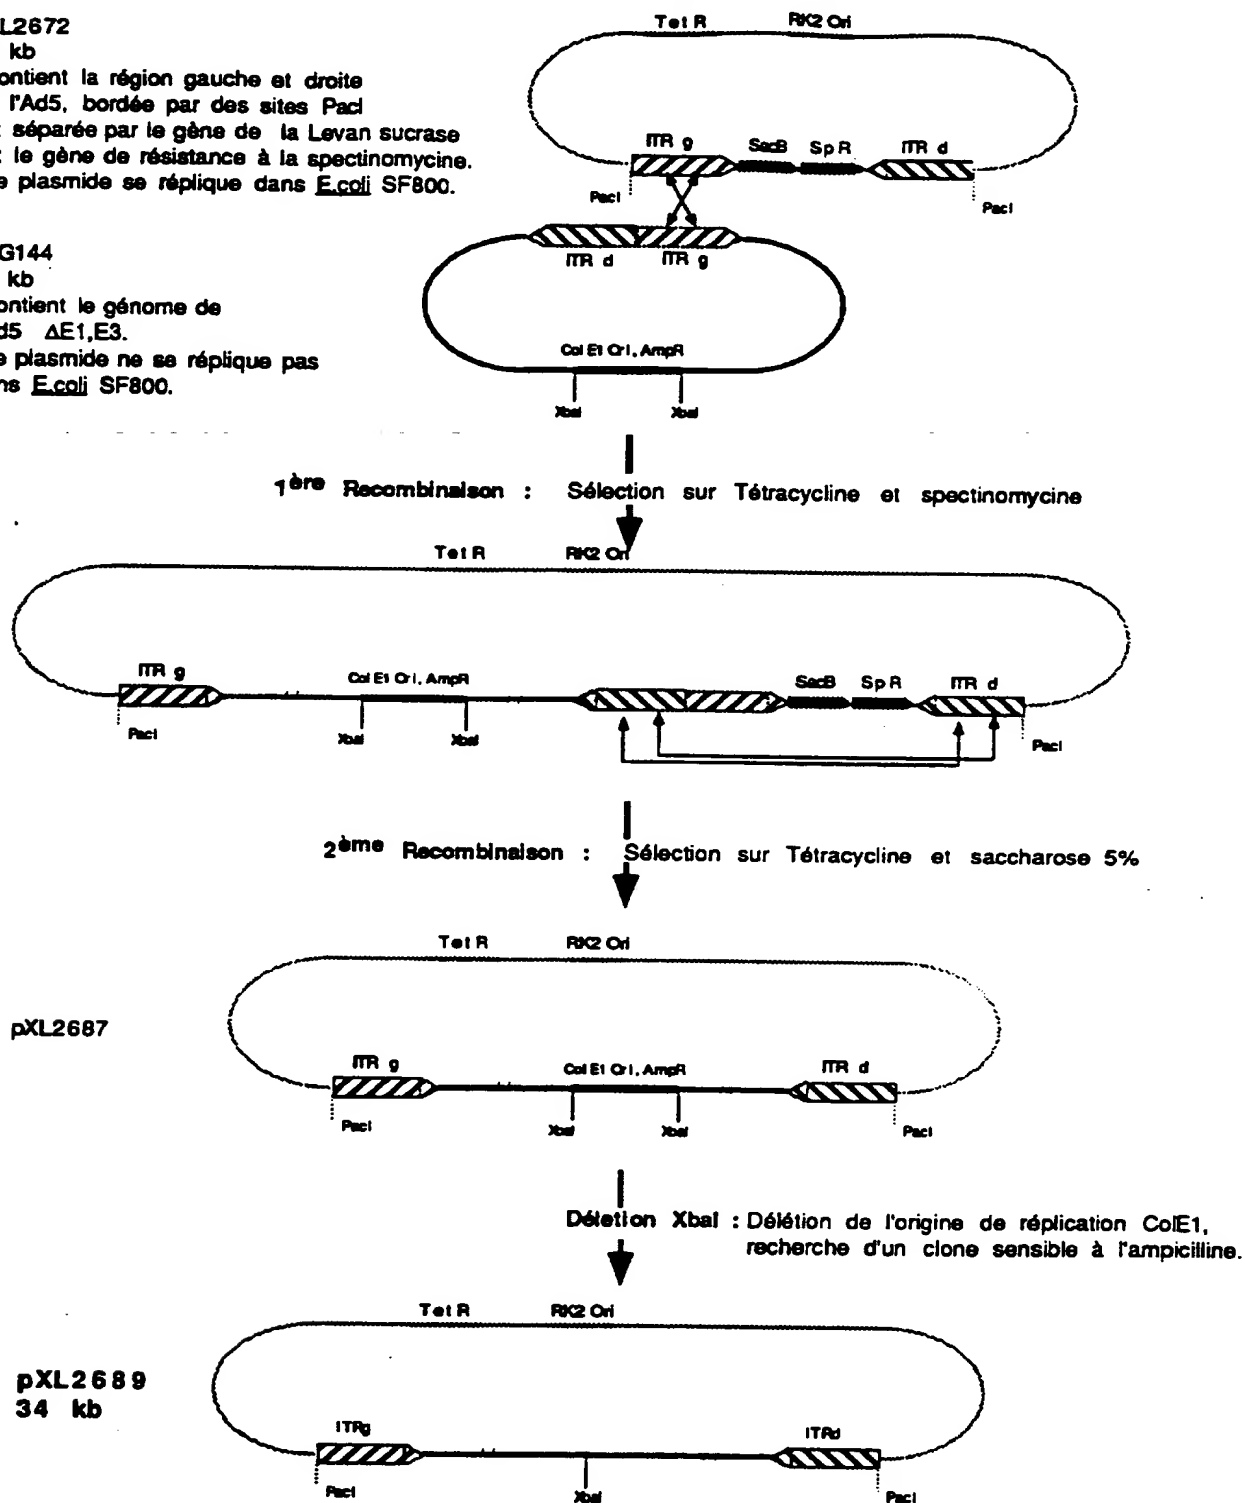 L2672
kb
ontient la région gauche et droite
l'Ad5, bordée par des sites PacI
: séparée par le gène de la Levan sucrase
: le gène de résistance à la spectinomycine.
e plasmide se réplique dans E.coli SF800.
Tet R RK2 Ori
ITR g SacB Sp R ITR d
PacI PacI
G144
kb
ontient le génome de
d5 ΔE1,E3.
e plasmide ne se réplique pas
ns E.coli SF800.
ITR d ITR g
Col E1 Ori, AmpR
XbaI XbaI
1ère Recombinaison : Sélection sur Tétracycline et spectinomycine
Tet R RK2 Ori
ITR g Col E1 Ori, AmpR SacB Sp R ITR d
PacI XbaI XbaI PacI
2ème Recombinaison : Sélection sur Tétracycline et saccharose 5%
Tet R RK2 Ori
pXL2687
ITR g Col E1 Ori, AmpR ITR d
PacI XbaI XbaI PacI
Déletion XbaI : Délétion de l'origine de réplication ColE1,
recherche d'un clone sensible à l'ampicilline.
Tet R RK2 Ori
pXL2689
34 kb
ITRg ITRd
PacI XbaI PacI